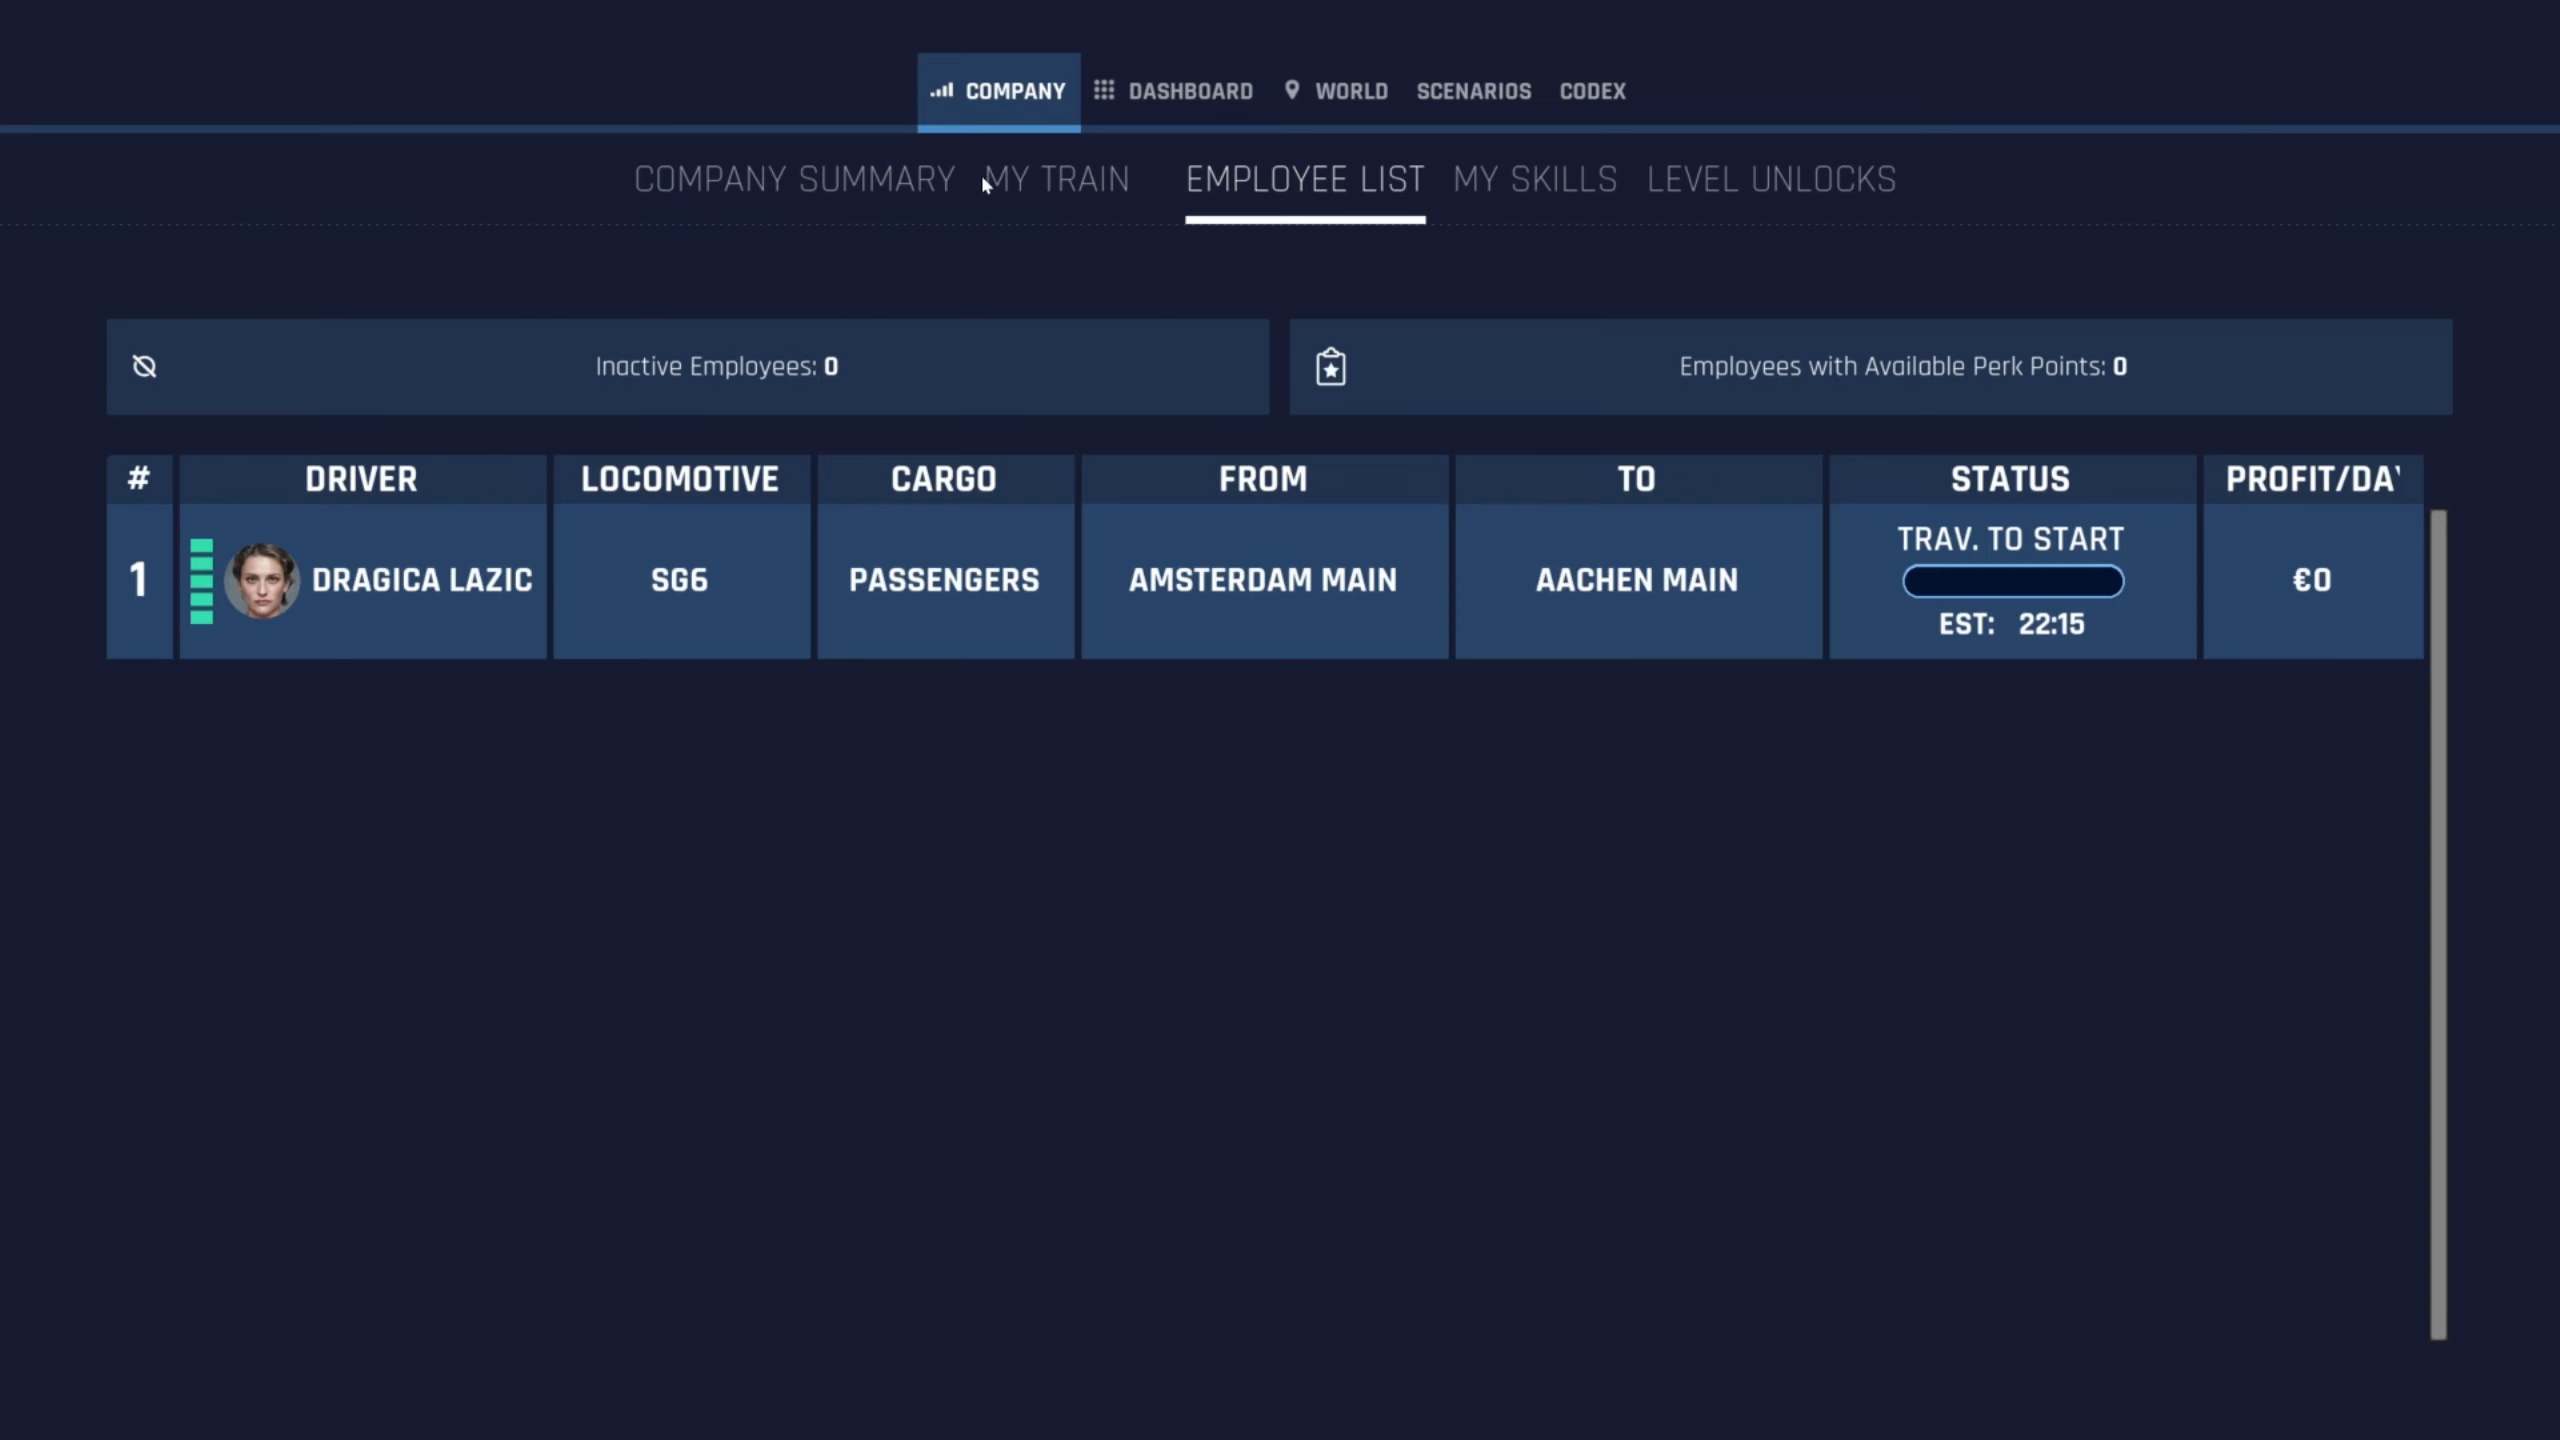 COMPANY DASHBOARD WORLD SCENARIOS CODEX
COMPANY SUMMARY MY TRAIN EMPLOYEE LIST MY SKILLS LEVEL UNLOCKS
Inactive Employees: 0 Employees with Available Perk Points: 0
# DRIVER LOCOMOTIVE CARGO FROM TO STATUS PROFIT/DA
TRAV. TO START
1 DRAGICA LAZIC SG6 PASSENGERS AMSTERDAM MAIN AACHEN MAIN €0
EST: 22:15